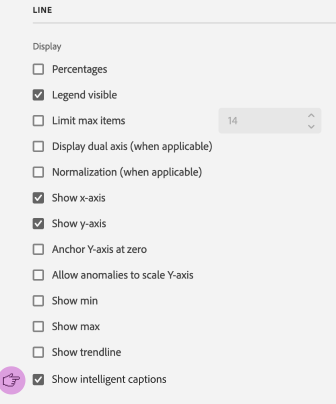 LINE
Display
Percentages
Legend visible
Limit max items 14
Display dual axis (when applicable)
Normalization (when applicable)
Show x-axis
Show y-axis
Anchor Y-axis at zero
Allow anomalies to scale Y-axis
Show min
Show max
Show trendline
Show intelligent captions